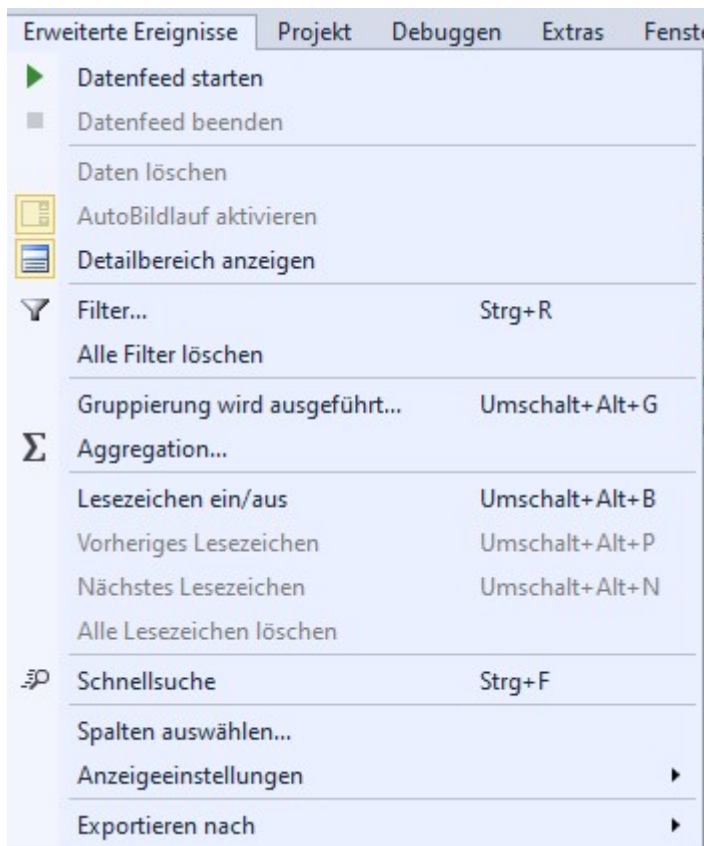 Erweiterte Ereignisse Projekt Debuggen Extras Fenst
Datenfeed starten
Datenfeed beenden
Daten löschen
AutoBildlauf aktivieren
Detailbereich anzeigen
Filter... Strg+R
Alle Filter löschen
Gruppierung wird ausgeführt... Umschalt+Alt+G
Aggregation...
Lesezeichen ein/aus Umschalt+Alt+B
Vorheriges Lesezeichen Umschalt+Alt+P
Nächstes Lesezeichen Umschalt+Alt+N
Alle Lesezeichen löschen
Schnellsuche Strg+F
Spalten auswählen...
Anzeigeeinstellungen
Exportieren nach